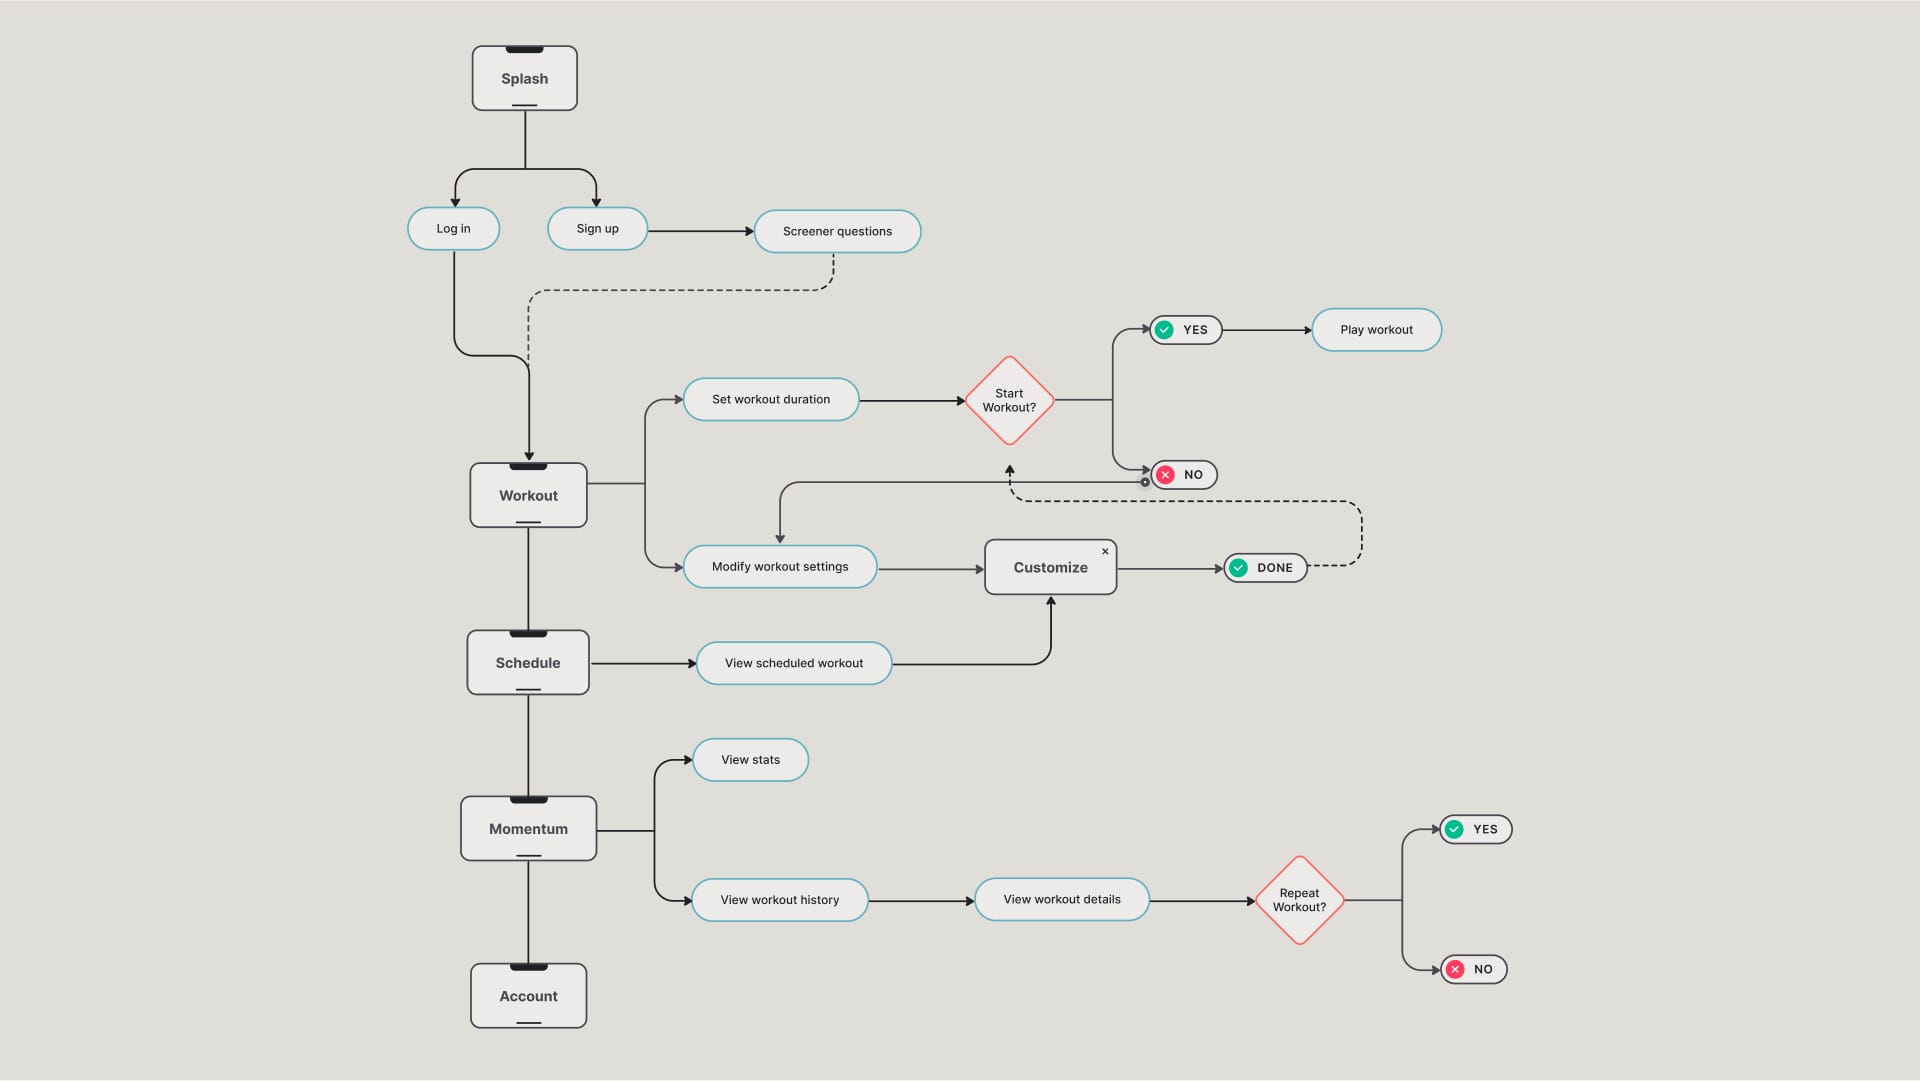 Splash
Log in
Sign up
Screener questions
YES
Play workout
Set workout duration
Start
Workout?
NO
Workout
Modify workout settings
Customize
DONE
Schedule
View scheduled workout
View stats
Momentum
YES
View workout history
View workout details
Repeat
Workout?
NO
Account